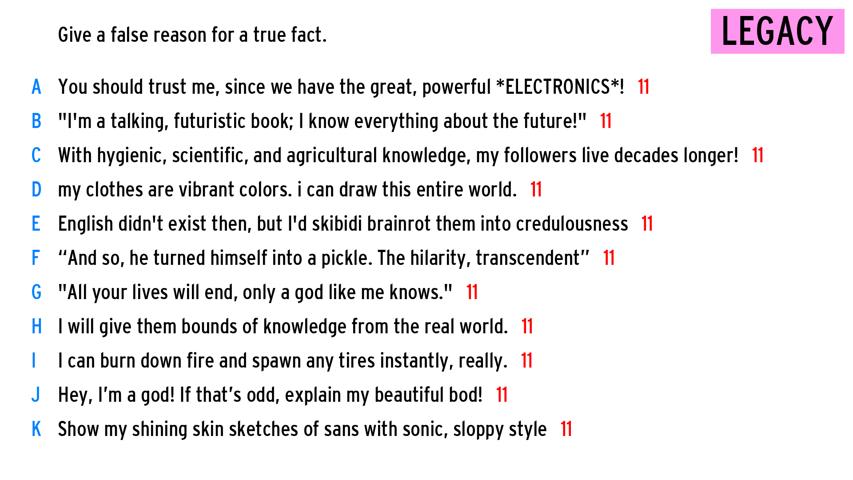 Give a false reason for a true fact.
LEGACY
A You should trust me, since we have the great, powerful *ELECTRONICS*! 11
B "I'm a talking, futuristic book; I know everything about the future!" 11
C With hygienic, scientific, and agricultural knowledge, my followers live decades longer! 11
D my clothes are vibrant colors. i can draw this entire world. 11
E English didn't exist then, but I'd skibidi brainrot them into credulousness 11
F “And so, he turned himself into a pickle. The hilarity, transcendent” 11
G "All your lives will end, only a god like me knows." 11
H I will give them bounds of knowledge from the real world. 11
I I can burn down fire and spawn any tires instantly, really. 11
J Hey, I’m a god! If that’s odd, explain my beautiful bod! 11
K Show my shining skin sketches of sans with sonic, sloppy style 11